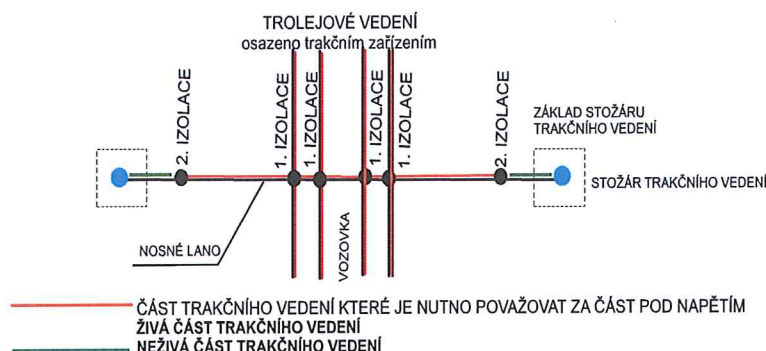 TROLEJOVÉ VEDENÍ
osazeno trakčním zařízením
2. IZOLACE
1. IZOLACE
1. IZOLACE
1. IZOLACE
1. IZOLACE
2. IZOLACE
ZÁKLAD STOŽÁRU
TRAKČNÍHO VEDENÍ
STOŽÁR TRAKČNÍHO VEDENÍ
NOSNÉ LANO
VOZOVKA
ČÁST TRAKČNÍHO VEDENÍ KTERÉ JE NUTNO POVAŽOVAT ZA ČÁST POD NAPĚTÍM
ŽIVÁ ČÁST TRAKČNÍHO VEDENÍ
NEŽIVÁ ČÁST TRAKČNÍHO VEDENÍ